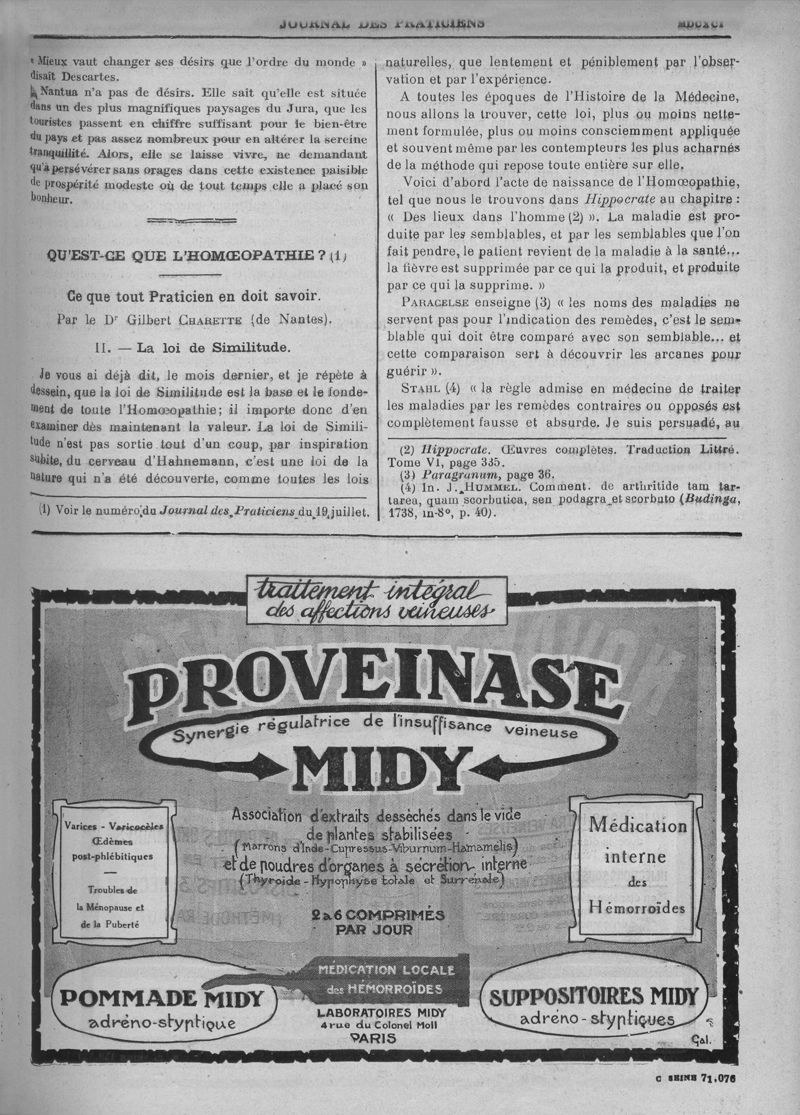 JOURNAL DES PRATICIENS
« Mieux vaut changer ses désirs que l'ordre du monde »
disait Descartes.
Nantua n'a pas de désirs. Elle sait qu'elle est située
dans un des plus magnifiques paysages du Jura, que les
touristes passent en chiffre suffisant pour le bien-être
du pays et pas assez nombreux pour en altérer la sereine
tranquilité. Alors, elle se laisse vivre, ne demandant
qu'à persévérer sans orages dans cette existence paisible
de prospérité modeste où de tout temps elle a placé son
bonheur.
QU'EST-CE QUE L'HOMŒOPATHIE ? (1)
Ce que tout Praticien en doit savoir.
Par le Dr Gilbert CHARETTE (de Nantes).
II. — La loi de Similitude.
Je vous ai déjà dit, le mois dernier, et je répète à
dessein, que la loi de Similitude est la base et le fonde-
ment de toute l'Homœopathie ; il importe donc d'en
examiner dès maintenant la valeur. La loi de Simili-
tude n'est pas sortie tout d'un coup, par inspiration
subite, du cerveau d'Hahnemann, c'est une loi de la
nature qui n'a été découverte, comme toutes les lois
(1) Voir le numéro du Journal des Praticiens du 19 juillet.
naturelles, que lentement et péniblement par l'obser-
vation et par l'expérience.
A toutes les époques de l'Histoire de la Médecine,
nous allons la trouver, cette loi, plus ou moins nette-
ment formulée, plus ou moins consciemment appliquée
et souvent même par les contempteurs les plus acharnés
de la méthode qui repose toute entière sur elle.
Voici d'abord l'acte de naissance de l'Homœopathie,
tel que nous le trouvons dans Hippocrate au chapitre :
« Des lieux dans l'homme (2) ». La maladie est pro-
duite par les semblables, et par les semblables que l'on
fait pendre, le patient revient de la maladie à la santé...
la fièvre est supprimée par ce qui la produit, et produite
par ce qui la supprime. »
PARACELSE enseigne (3) « les noms des maladies ne
servent pas pour l'indication des remèdes, c'est le sem-
blable qui doit être comparé avec son semblable... et
cette comparaison sert à découvrir les arcanes pour
guérir ».
STAHL (4) « la règle admise en médecine de traiter
les maladies par les remèdes contraires ou opposés est
complètement fausse et absurde. Je suis persuadé, au
(2) Hippocrate. Œuvres complètes. Traduction Littré.
Tome VI, page 335.
(3) Paragranum, page 36.
(4) In. J. HUMMEL. Comment. de arthritide tam tar-
tarea, quam scorbutica, sen podagra et scorbuto (Budinga,
1738, in-8o, p. 40).
traitement intégral
des affections veineuses
PROVEINASE
Synergie régulatrice de l'insuffisance veineuse
MIDY
Varices - Varicocèles
Œdèmes
post-phlébitiques
Troubles de
la Ménopause et
de la Puberté
Association d'extraits desséchés dans le vide
de plantes stabilisées
(Marrons d'Inde-Cupressus-Viburnum-Hamamelis)
et de poudres d'organes à sécrétion interne
(Thyroïde - Hypophyse totale et Surrénale)
2 à 6 COMPRIMÉS
PAR JOUR
Médication
interne
des
Hémorroïdes
POMMADE MIDY
adréno-styptique
MÉDICATION LOCALE
des HÉMORROÏDES
LABORATOIRES MIDY
4 rue du Colonel Moll
PARIS
SUPPOSITOIRES MIDY
adréno-styptiques
Gal.
C SEINE 71.076